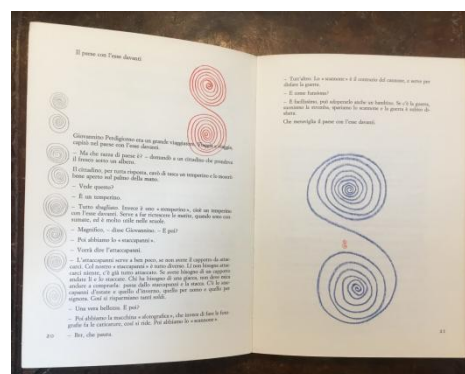 Il paese con l'esse davanti.
Giovannino Perdigiorno era un grande viaggiatore. Viaggia viaggia,
capitò nel paese con l'esse davanti.
– Ma che razza di paese è? – domandò a un cittadino che prendeva
il fresco sotto un albero.
Il cittadino, per tutta risposta, cavò di tasca un temperino e lo mostrò
bene aperto sul palmo della mano.
– Vede questo?
– È un temperino.
– Tutto sbagliato. Invece è uno « stemperino », cioè un temperino
con l'esse davanti. Serve a far ricrescere le matite, quando sono con-
sumate, ed è molto utile nelle scuole.
– Magnifico, – disse Giovannino. – E poi?
– Poi abbiamo lo « staccapanni ».
– Vorrà dire l'attaccapanni.
– L'attaccapanni serve a ben poco, se non avete il cappotto da attac-
carci. Col nostro « staccapanni » è tutto diverso. Lì non bisogna attac-
carci niente, c'è già tutto attaccato. Se avete bisogno di un cappotto
andate lì e lo staccate. Chi ha bisogno di una giacca, non deve mica
andare a comprarla: passa dallo staccapanni e la stacca. C'è lo stac-
capanni d'estate e quello d'inverno, quello per uomo e quello per
signora. Così si risparmiano tanti soldi.
– Una vera bellezza. E poi?
– Poi abbiamo la macchina « sfotografica », che invece di fare le foto-
grafie fa le caricature, così si ride. Poi abbiamo lo « scannone ».
– Brr, che paura.
20
– Tutt'altro. Lo « scannone » è il contrario del cannone, e serve per
disfare la guerra.
– E come funziona?
– È facilissimo, può adoperarlo anche un bambino. Se c'è la guerra,
suoniamo la stromba, spariamo lo scannone e la guerra è subito di-
sfatta.
Che meraviglia il paese con l'esse davanti.
21